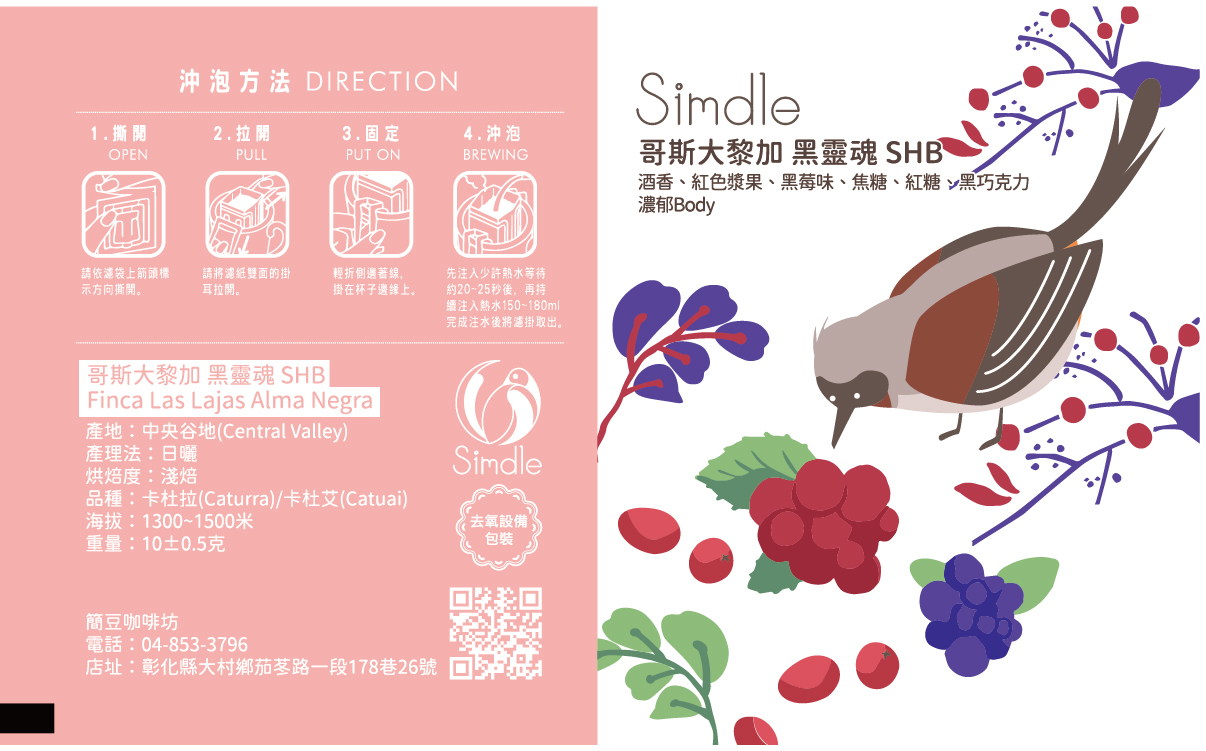 沖泡方法 DIRECTION
1.撕開
OPEN
請依濾袋上箭頭標
示方向撕開。
2.拉開
PULL
請將濾紙雙面的掛
耳拉開。
3.固定
PUT ON
輕折側邊著線，
掛在杯子邊緣上。
4.沖泡
BREWING
先注入少許熱水等待
約20~25秒後，再持
續注入熱水150~180ml
完成注水後將濾掛取出。
哥斯大黎加 黑靈魂 SHB
Finca Las Lajas Alma Negra
產地：中央谷地(Central Valley)
產理法：日曬
烘焙度：淺焙
品種：卡杜拉(Caturra)/卡杜艾(Catuai)
海拔：1300~1500米
重量：10±0.5克
Simdle
去氧設備
包裝
簡豆咖啡坊
電話：04-853-3796
店址：彰化縣大村鄉茄苳路一段178巷26號
Simdle
哥斯大黎加 黑靈魂 SHB
酒香、紅色漿果、黑莓味、焦糖、紅糖、黑巧克力
濃郁Body